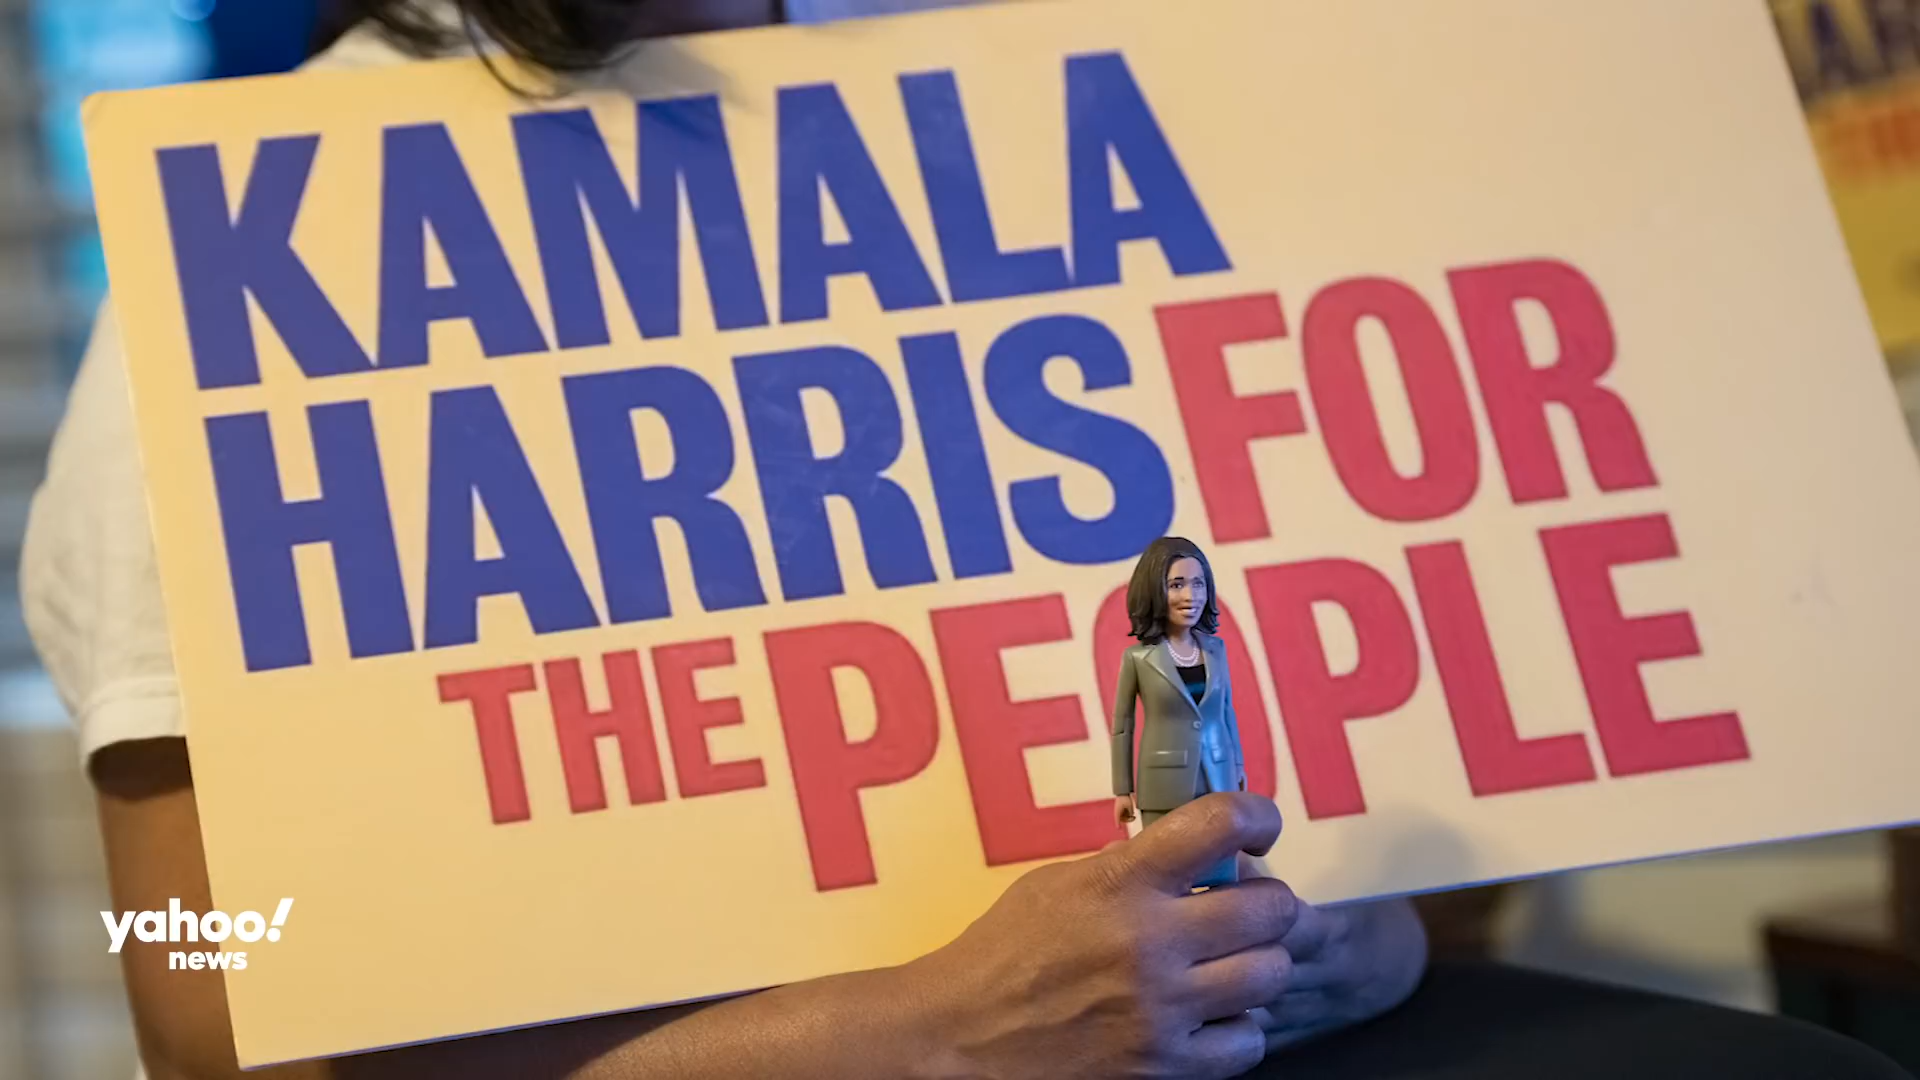 KAMALA
HARRIS FOR
THE PEOPLE
yahoo!
news